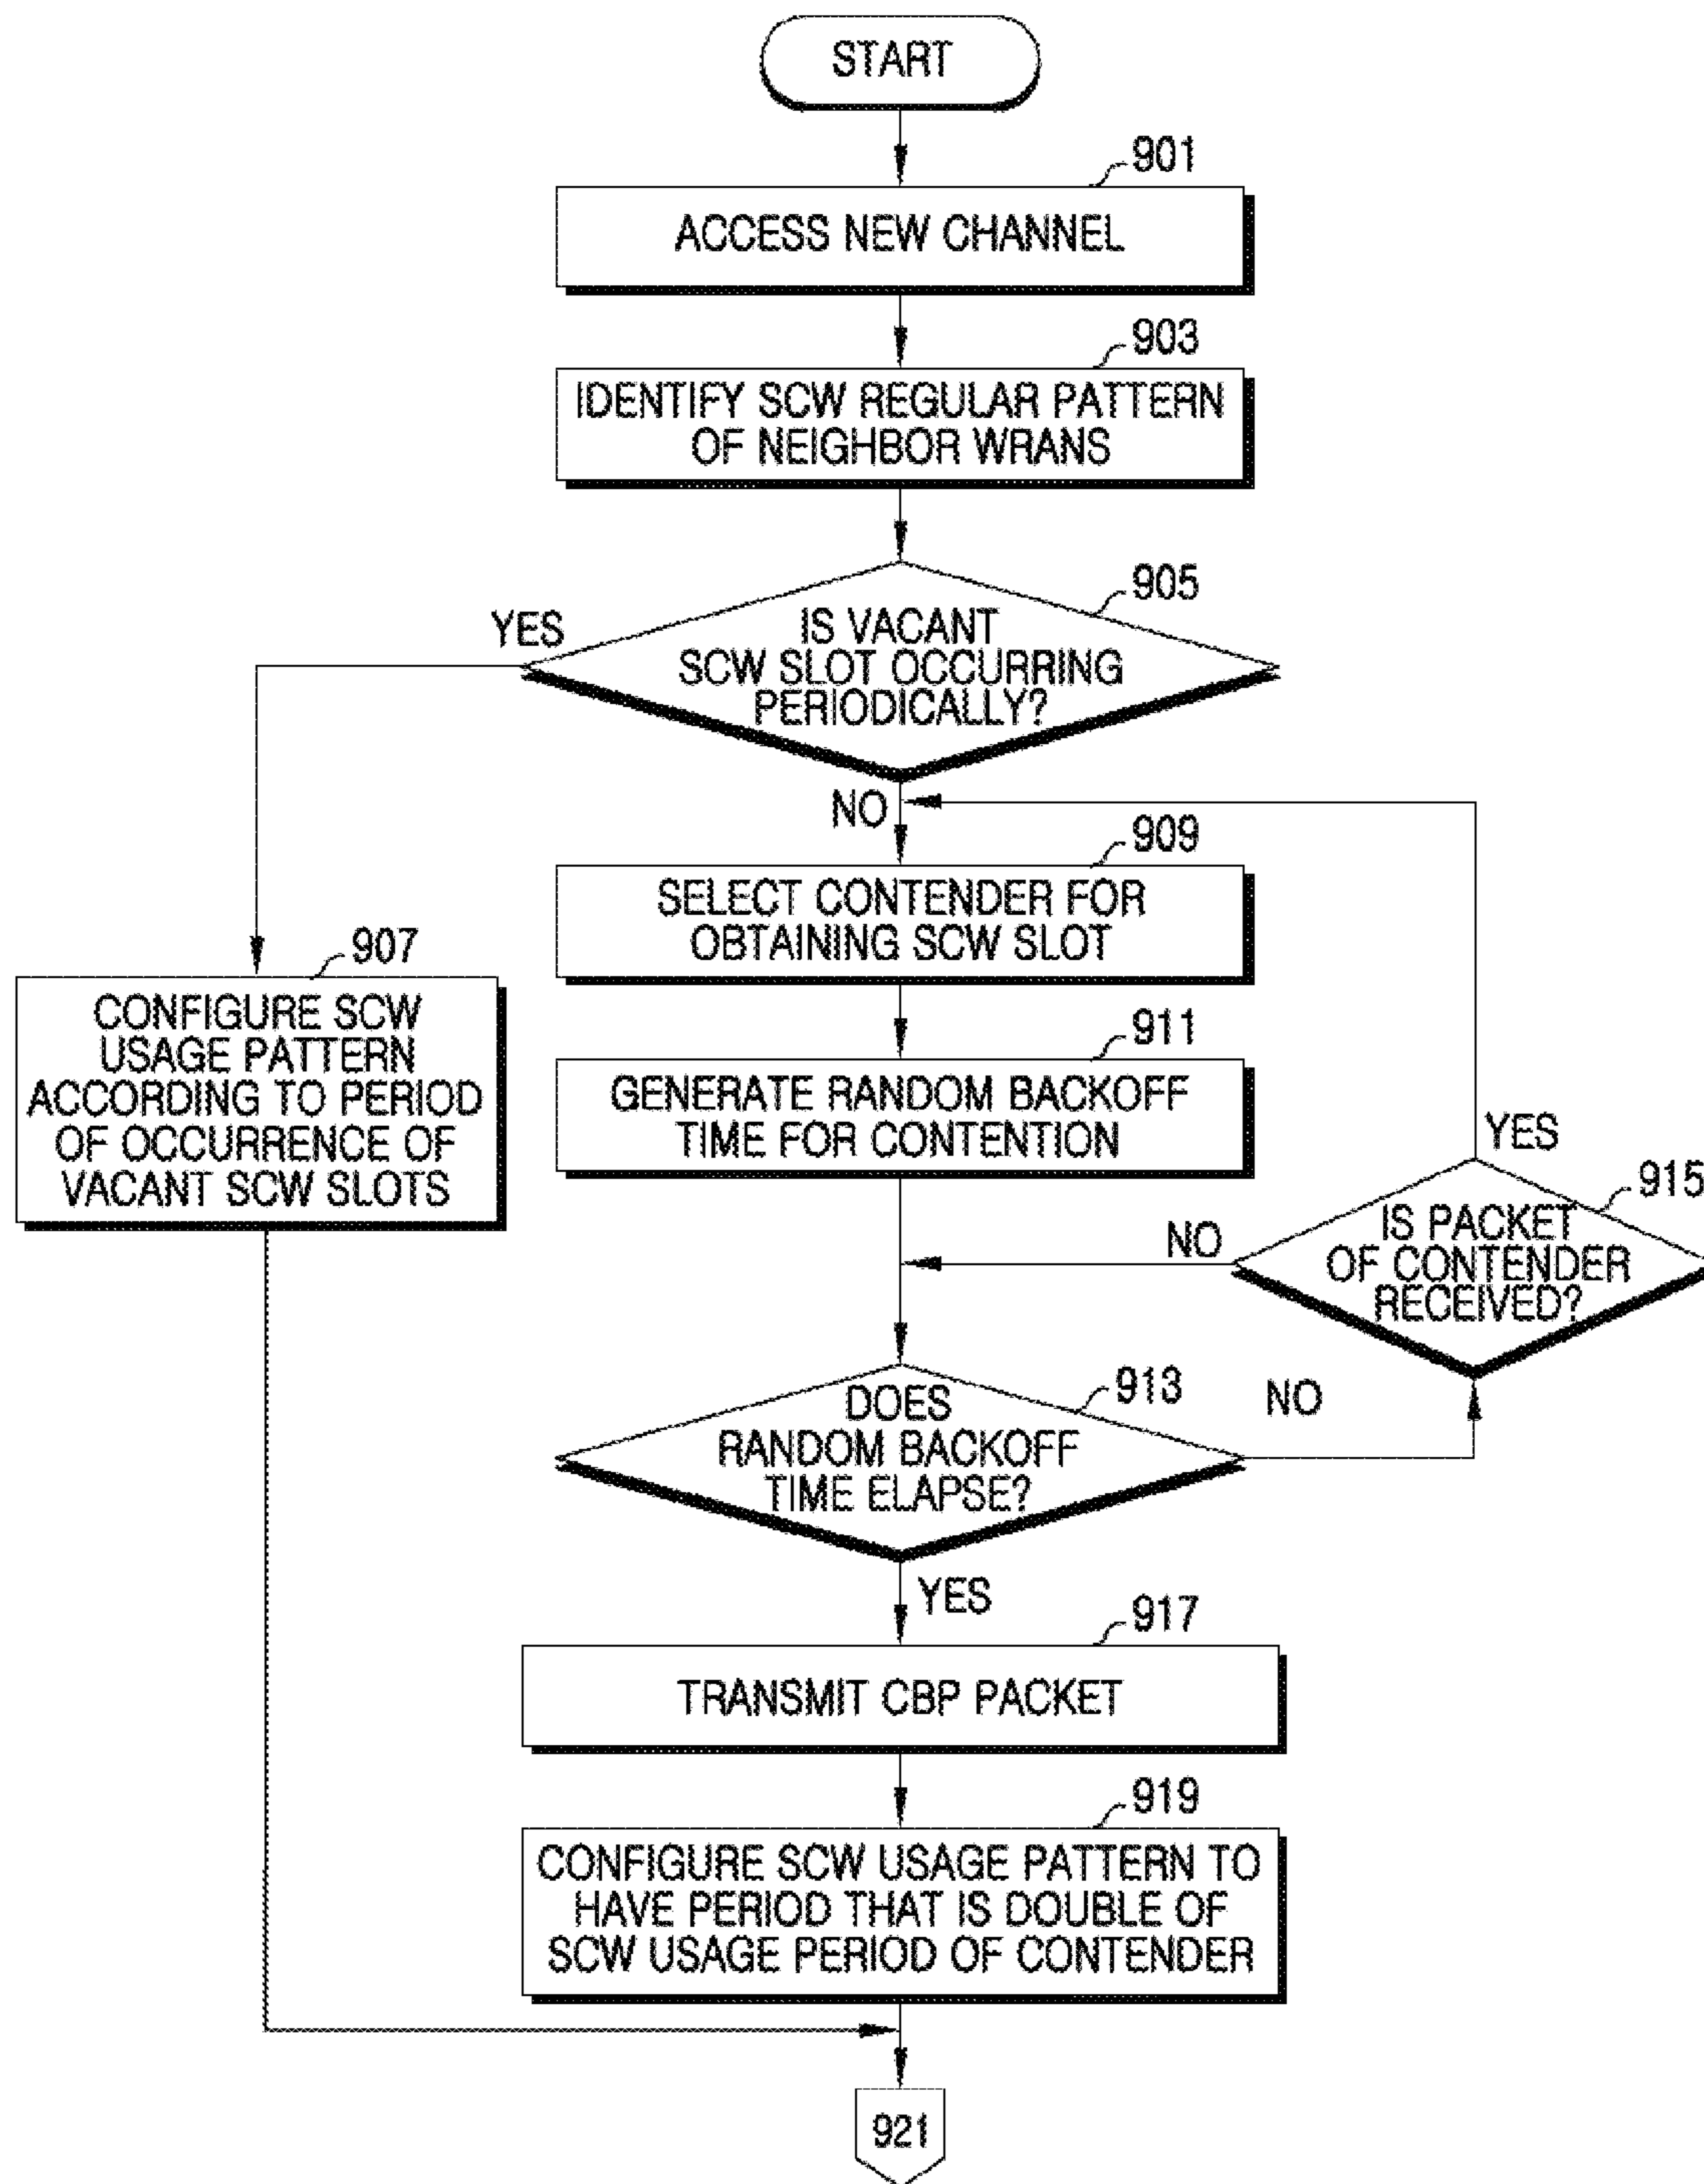 START
901
ACCESS NEW CHANNEL
903
IDENTIFY SCW REGULAR PATTERN
OF NEIGHBOR WRANS
905
YES
IS VACANT
SCW SLOT OCCURRING
PERIODICALLY?
NO
909
SELECT CONTENDER FOR
OBTAINING SCW SLOT
907
CONFIGURE SCW
USAGE PATTERN
ACCORDING TO PERIOD
OF OCCURRENCE OF
VACANT SCW SLOTS
911
GENERATE RANDOM BACKOFF
TIME FOR CONTENTION
YES
915
IS PACKET
OF CONTENDER
RECEIVED?
NO
913
DOES
RANDOM BACKOFF
TIME ELAPSE?
NO
YES
917
TRANSMIT CBP PACKET
919
CONFIGURE SCW USAGE PATTERN TO
HAVE PERIOD THAT IS DOUBLE OF
SCW USAGE PERIOD OF CONTENDER
921